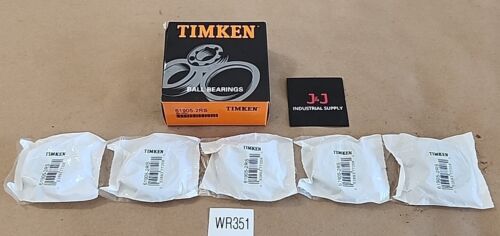 TIMKEN
BALL BEARINGS
61905-2RS TIMKEN
J&J
INDUSTRIAL SUPPLY
TIMKEN
TIMKEN
TIMKEN
TIMKEN
TIMKEN
WR351